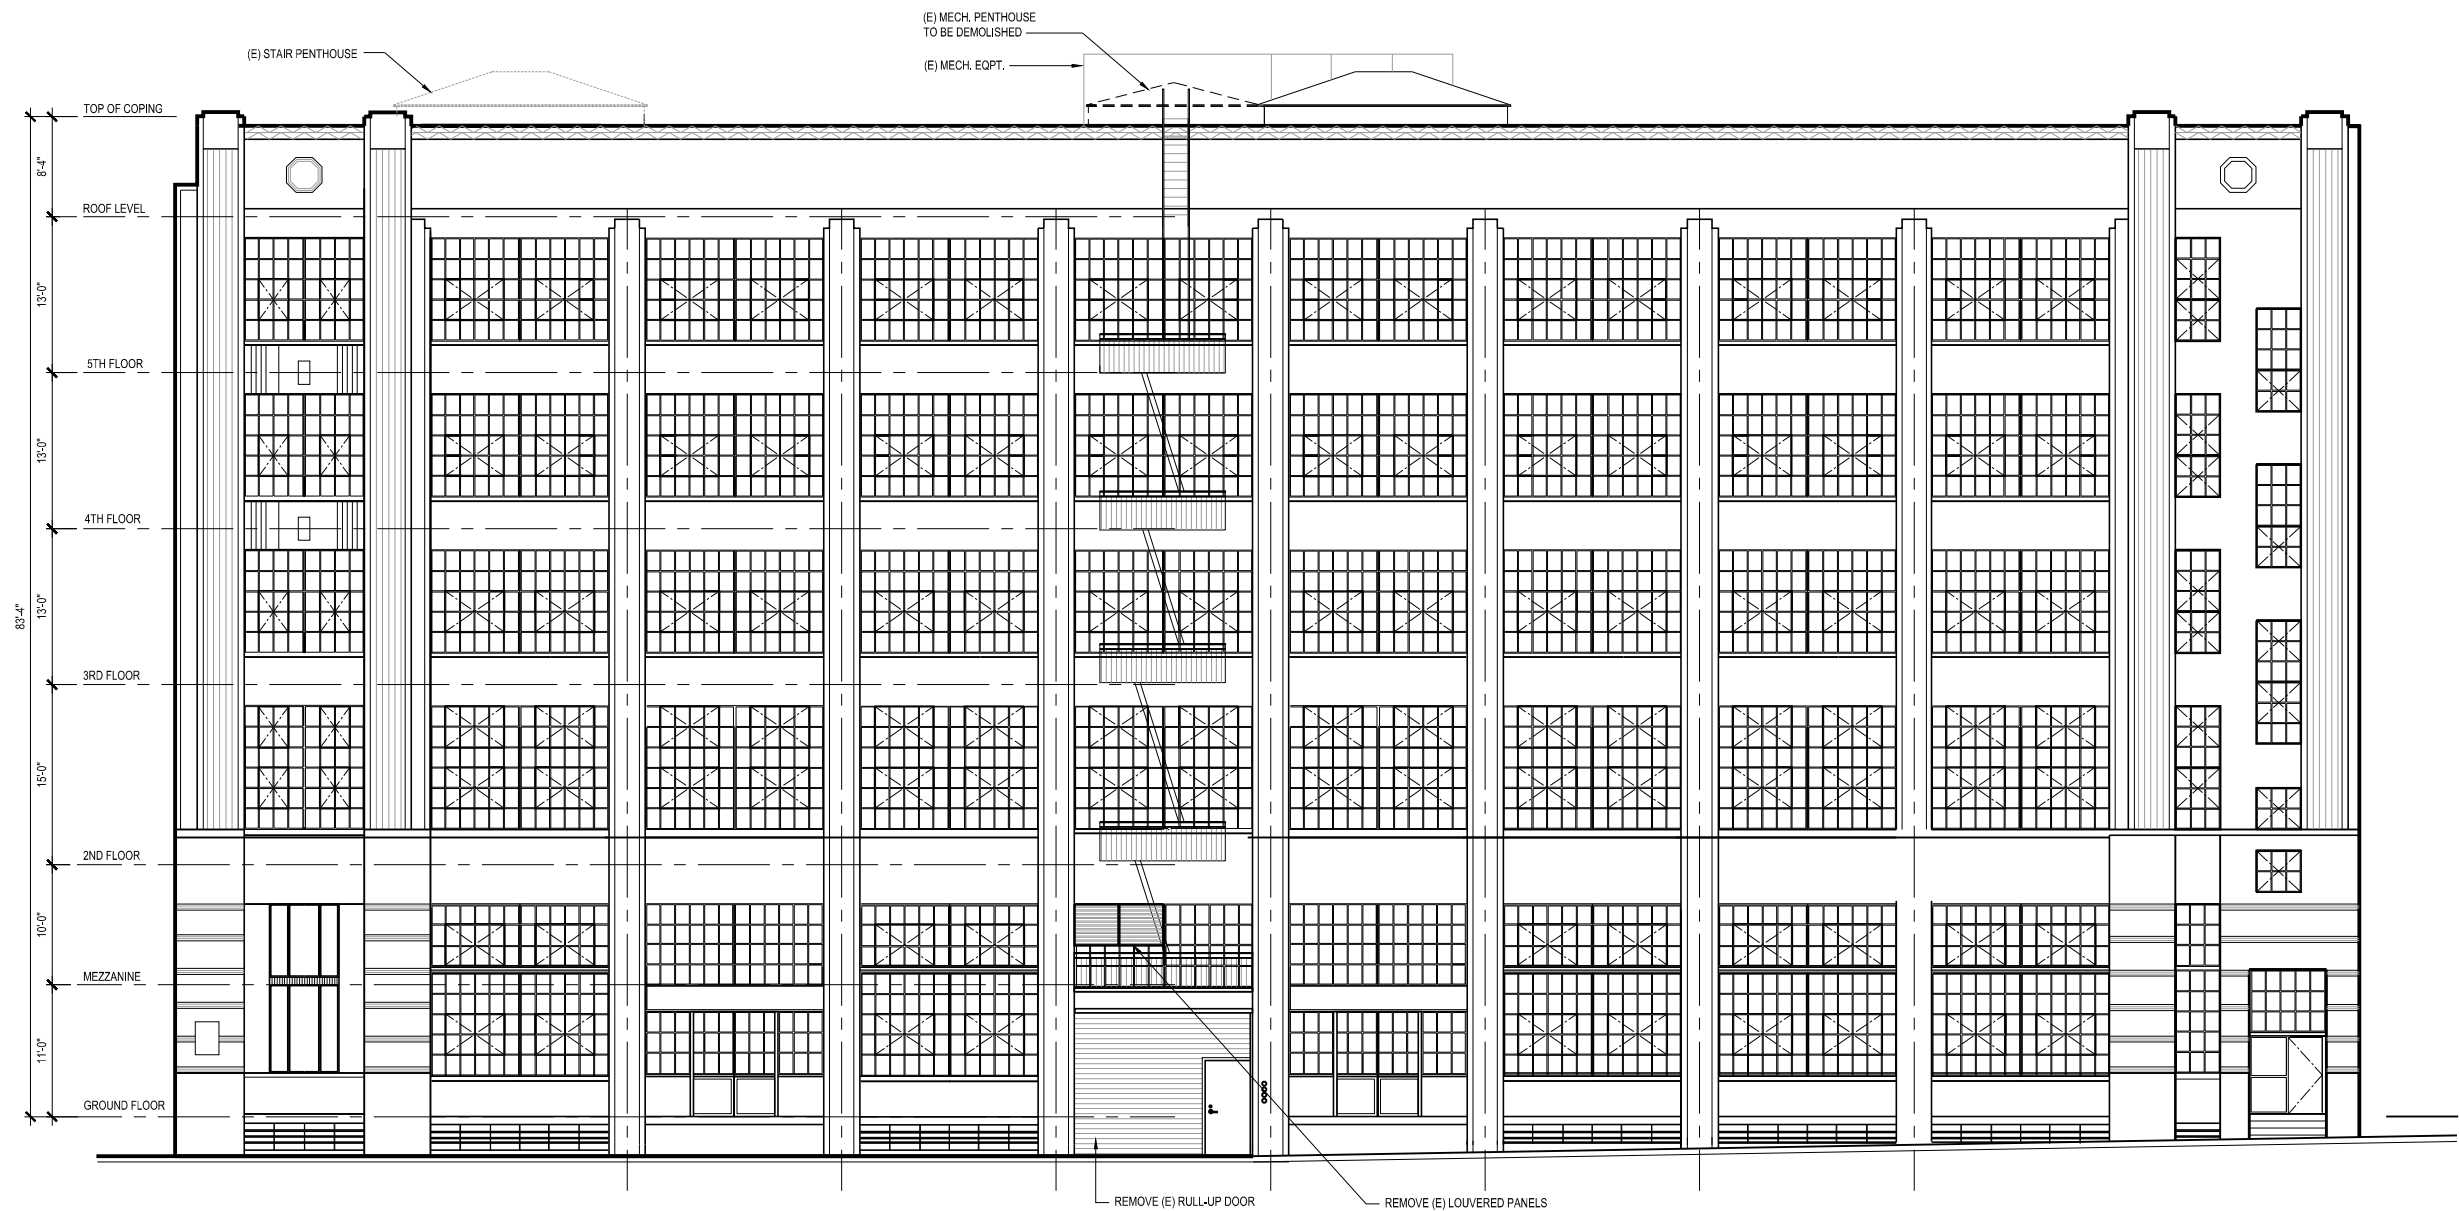 (E) MECH. PENTHOUSE
TO BE DEMOLISHED
(E) STAIR PENTHOUSE
(E) MECH. EQPT.
TOP OF COPING
8'-4"
ROOF LEVEL
13'-0"
5TH FLOOR
13'-0"
4TH FLOOR
13'-0"
83'-4"
3RD FLOOR
15'-0"
2ND FLOOR
10'-0"
MEZZANINE
11'-0"
GROUND FLOOR
REMOVE (E) RULL-UP DOOR
REMOVE (E) LOUVERED PANELS